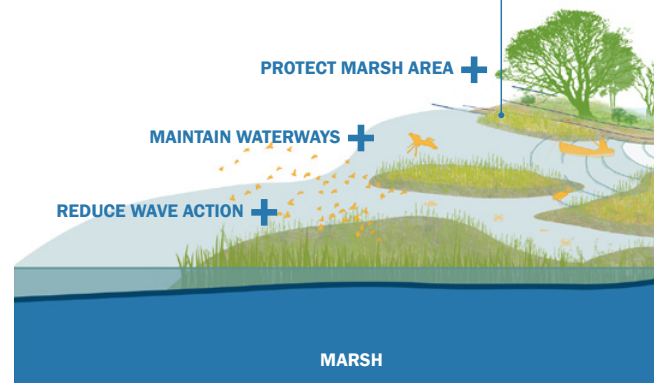 PROTECT MARSH AREA
MAINTAIN WATERWAYS
REDUCE WAVE ACTION
MARSH